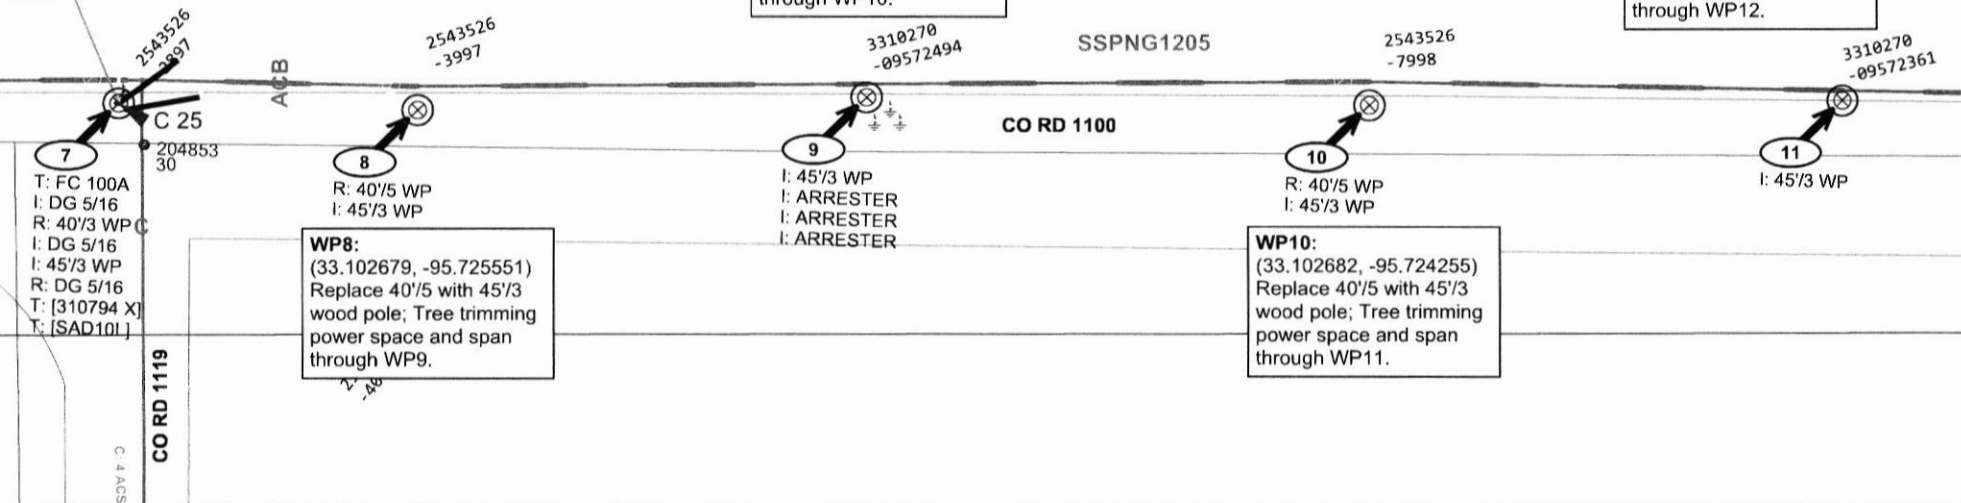 through WP12.
2543526
2543526
-3997
3310270
-09572494
SSPNG1205
2543526
-7998
3310270
-09572361
ACB
C 25
CO RD 1100
204853
30
7
8
9
10
11
T: FC 100A
I: DG 5/16
R: 40'/3 WP
C
I: DG 5/16
I: 45'/3 WP
R: DG 5/16
T: [310794 X]
T: [SAD10L]
R: 40'/5 WP
I: 45'/3 WP
I: 45'/3 WP
I: ARRESTER
I: ARRESTER
I: ARRESTER
R: 40'/5 WP
I: 45'/3 WP
I: 45'/3 WP
WP8:
(33.102679, -95.725551)
Replace 40'/5 with 45'/3
wood pole; Tree trimming
power space and span
through WP9.
WP10:
(33.102682, -95.724255)
Replace 40'/5 with 45'/3
wood pole; Tree trimming
power space and span
through WP11.
CO RD 1119
C: 4 ACS